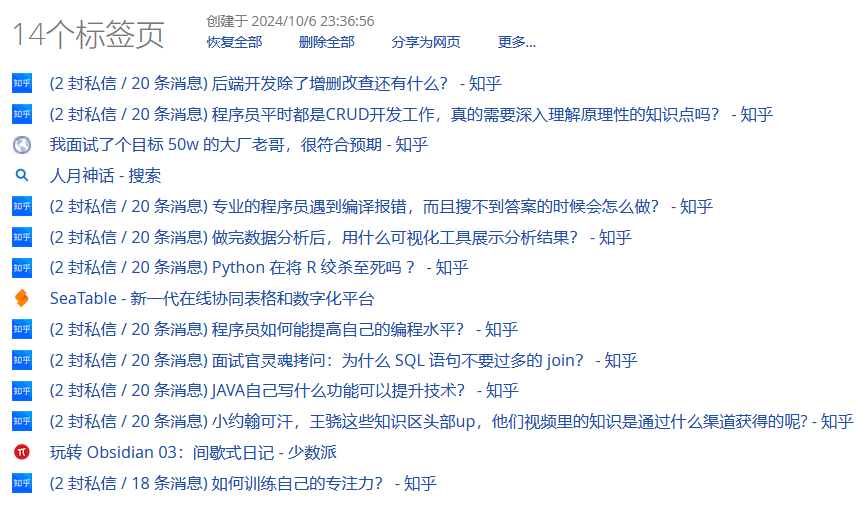 14个标签页
创建于 2024/10/6 23:36:56
恢复全部 删除全部 分享为网页 更多...
知乎 (2 封私信 / 20 条消息) 后端开发除了增删改查还有什么？ - 知乎
知乎 (2 封私信 / 20 条消息) 程序员平时都是CRUD开发工作，真的需要深入理解原理性的知识点吗？ - 知乎
我面试了个目标 50w 的大厂老哥，很符合预期 - 知乎
人月神话 - 搜索
知乎 (2 封私信 / 20 条消息) 专业的程序员遇到编译报错，而且搜不到答案的时候会怎么做？ - 知乎
知乎 (2 封私信 / 20 条消息) 做完数据分析后，用什么可视化工具展示分析结果？ - 知乎
知乎 (2 封私信 / 20 条消息) Python 在将 R 绞杀至死吗 ？ - 知乎
SeaTable - 新一代在线协同表格和数字化平台
知乎 (2 封私信 / 20 条消息) 程序员如何能提高自己的编程水平？ - 知乎
知乎 (2 封私信 / 20 条消息) 面试官灵魂拷问：为什么 SQL 语句不要过多的 join？ - 知乎
知乎 (2 封私信 / 20 条消息) JAVA自己写什么功能可以提升技术？ - 知乎
知乎 (2 封私信 / 20 条消息) 小约翰可汗，王骁这些知识区头部up，他们视频里的知识是通过什么渠道获得的呢? - 知乎
π 玩转 Obsidian 03：间歇式日记 - 少数派
知乎 (2 封私信 / 18 条消息) 如何训练自己的专注力？ - 知乎